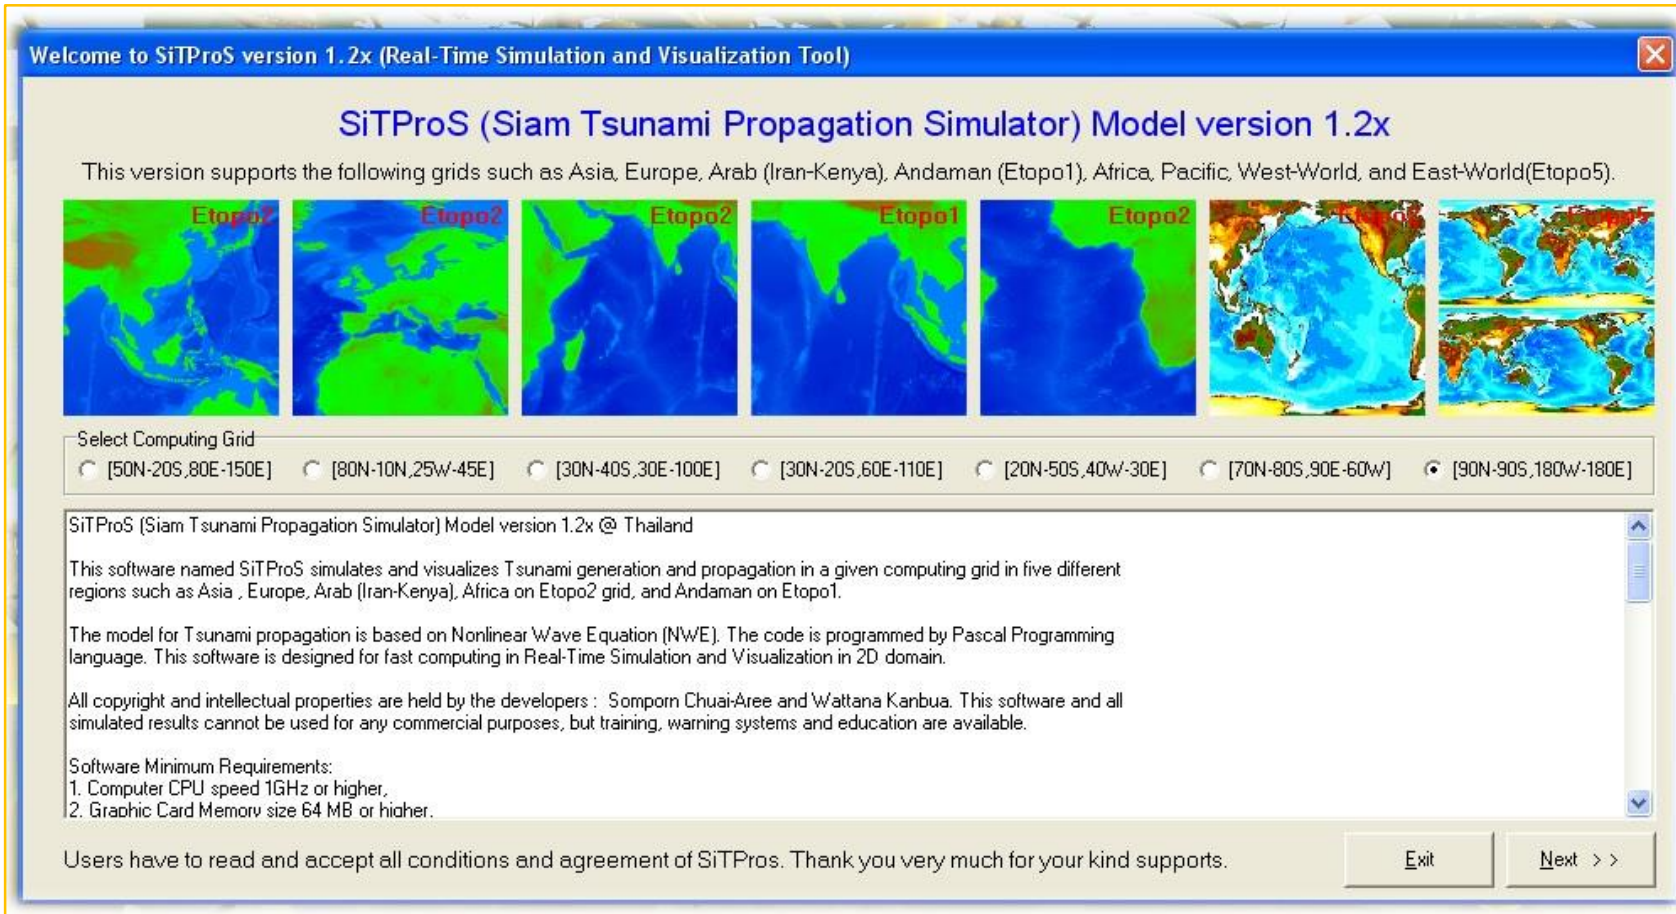 Welcome to SiTProS version 1.2x (Real-Time Simulation and Visualization Tool)
SiTProS (Siam Tsunami Propagation Simulator) Model version 1.2x
This version supports the following grids such as Asia, Europe, Arab (Iran-Kenya), Andaman (Etopo1), Africa, Pacific, West-World, and East-World(Etopo5).
Etopo2 Etopo2 Etopo2 Etopo1 Etopo2 Etopo5
Select Computing Grid
[50N-20S,80E-150E] [80N-10N,25W-45E] [30N-40S,30E-100E] [30N-20S,60E-110E] [20N-50S,40W-30E] [70N-80S,90E-60W] [90N-90S,180W-180E]
SiTProS (Siam Tsunami Propagation Simulator) Model version 1.2x @ Thailand
This software named SiTProS simulates and visualizes Tsunami generation and propagation in a given computing grid in five different
regions such as Asia , Europe, Arab (Iran-Kenya), Africa on Etopo2 grid, and Andaman on Etopo1.
The model for Tsunami propagation is based on Nonlinear Wave Equation (NWE). The code is programmed by Pascal Programming
language. This software is designed for fast computing in Real-Time Simulation and Visualization in 2D domain.
All copyright and intellectual properties are held by the developers :  Somporn Chuai-Aree and Wattana Kanbua. This software and all
simulated results cannot be used for any commercial purposes, but training, warning systems and education are available.
Software Minimum Requirements:
1. Computer CPU speed 1GHz or higher,
2. Graphic Card Memory size 64 MB or higher.
Users have to read and accept all conditions and agreement of SiTPros. Thank you very much for your kind supports.
Exit
Next > >